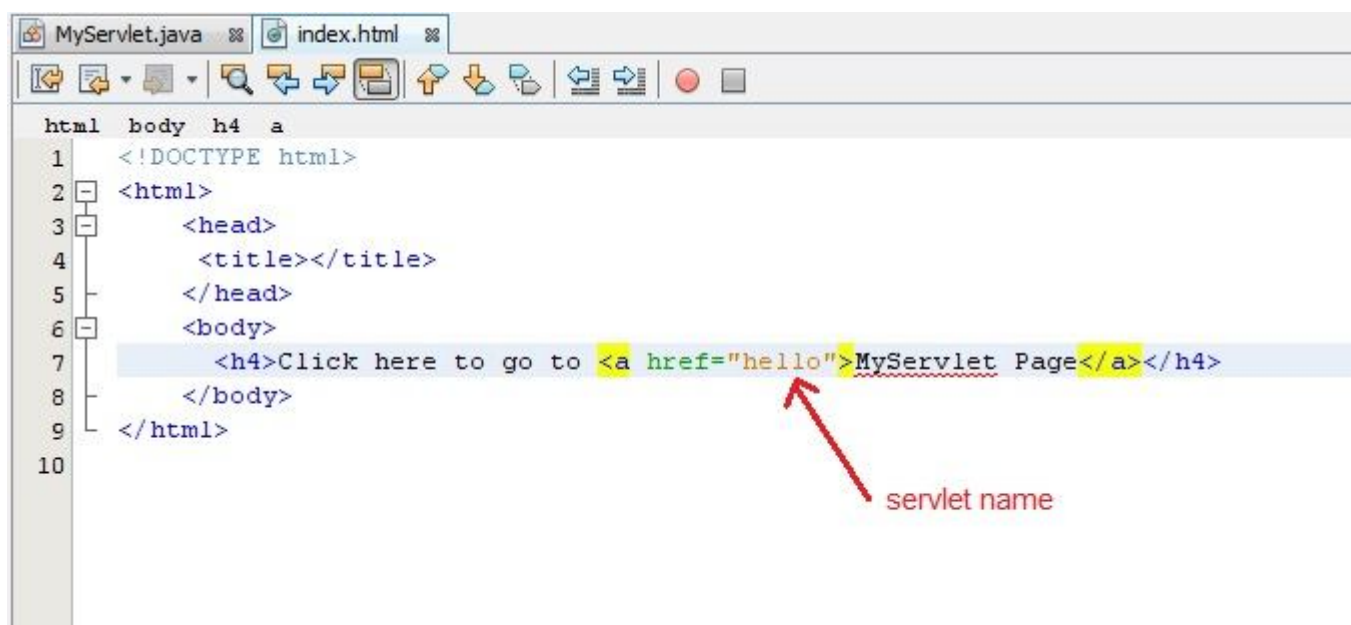 MyServlet.java index.html
html body h4 a
1 <!DOCTYPE html>
2 <html>
3 <head>
4 <title></title>
5 </head>
6 <body>
7 <h4>Click here to go to <a href="hello">MyServlet Page</a></h4>
8 </body>
9 </html>
10
servlet name